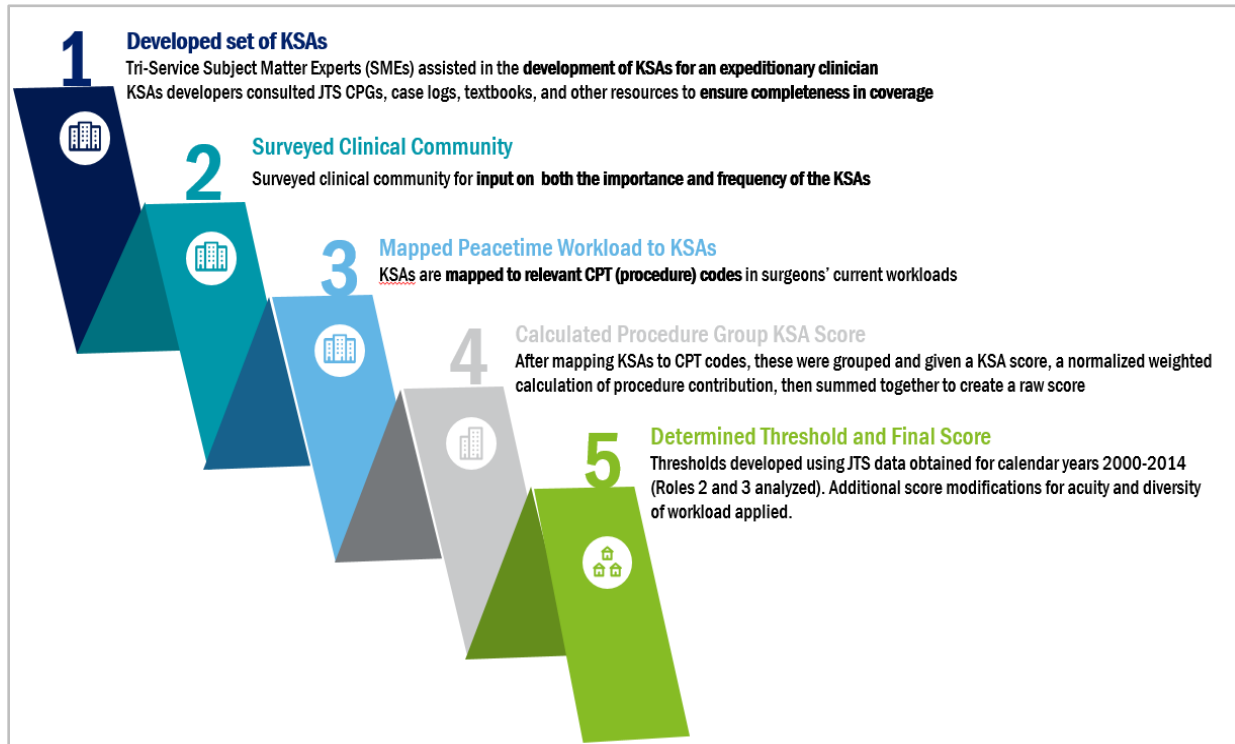 1
Developed set of KSAs
Tri-Service Subject Matter Experts (SMEs) assisted in the development of KSAs for an expeditionary clinician
KSAs developers consulted JTS CPGs, case logs, textbooks, and other resources to ensure completeness in coverage
2
Surveyed Clinical Community
Surveyed clinical community for input on both the importance and frequency of the KSAs
3
Mapped Peacetime Workload to KSAs
KSAs are mapped to relevant CPT (procedure) codes in surgeons' current workloads
4
Calculated Procedure Group KSA Score
After mapping KSAs to CPT codes, these were grouped and given a KSA score, a normalized weighted
calculation of procedure contribution, then summed together to create a raw score
5
Determined Threshold and Final Score
Thresholds developed using JTS data obtained for calendar years 2000-2014
(Roles 2 and 3 analyzed). Additional score modifications for acuity and diversity
of workload applied.